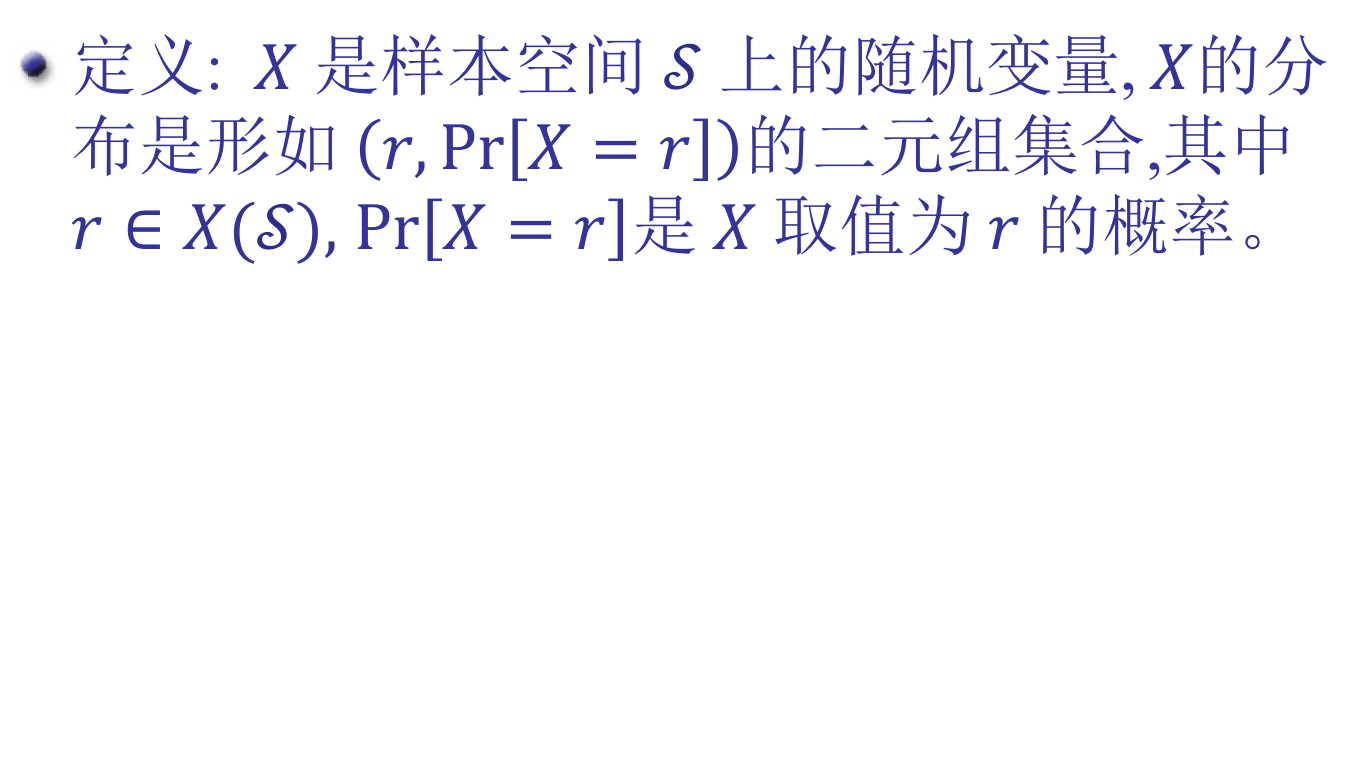 定义: X 是样本空间 𝒮 上的随机变量, X的分
布是形如 (r, Pr[X = r])的二元组集合,其中
r ∈ X(𝒮), Pr[X = r]是 X 取值为 r 的概率。